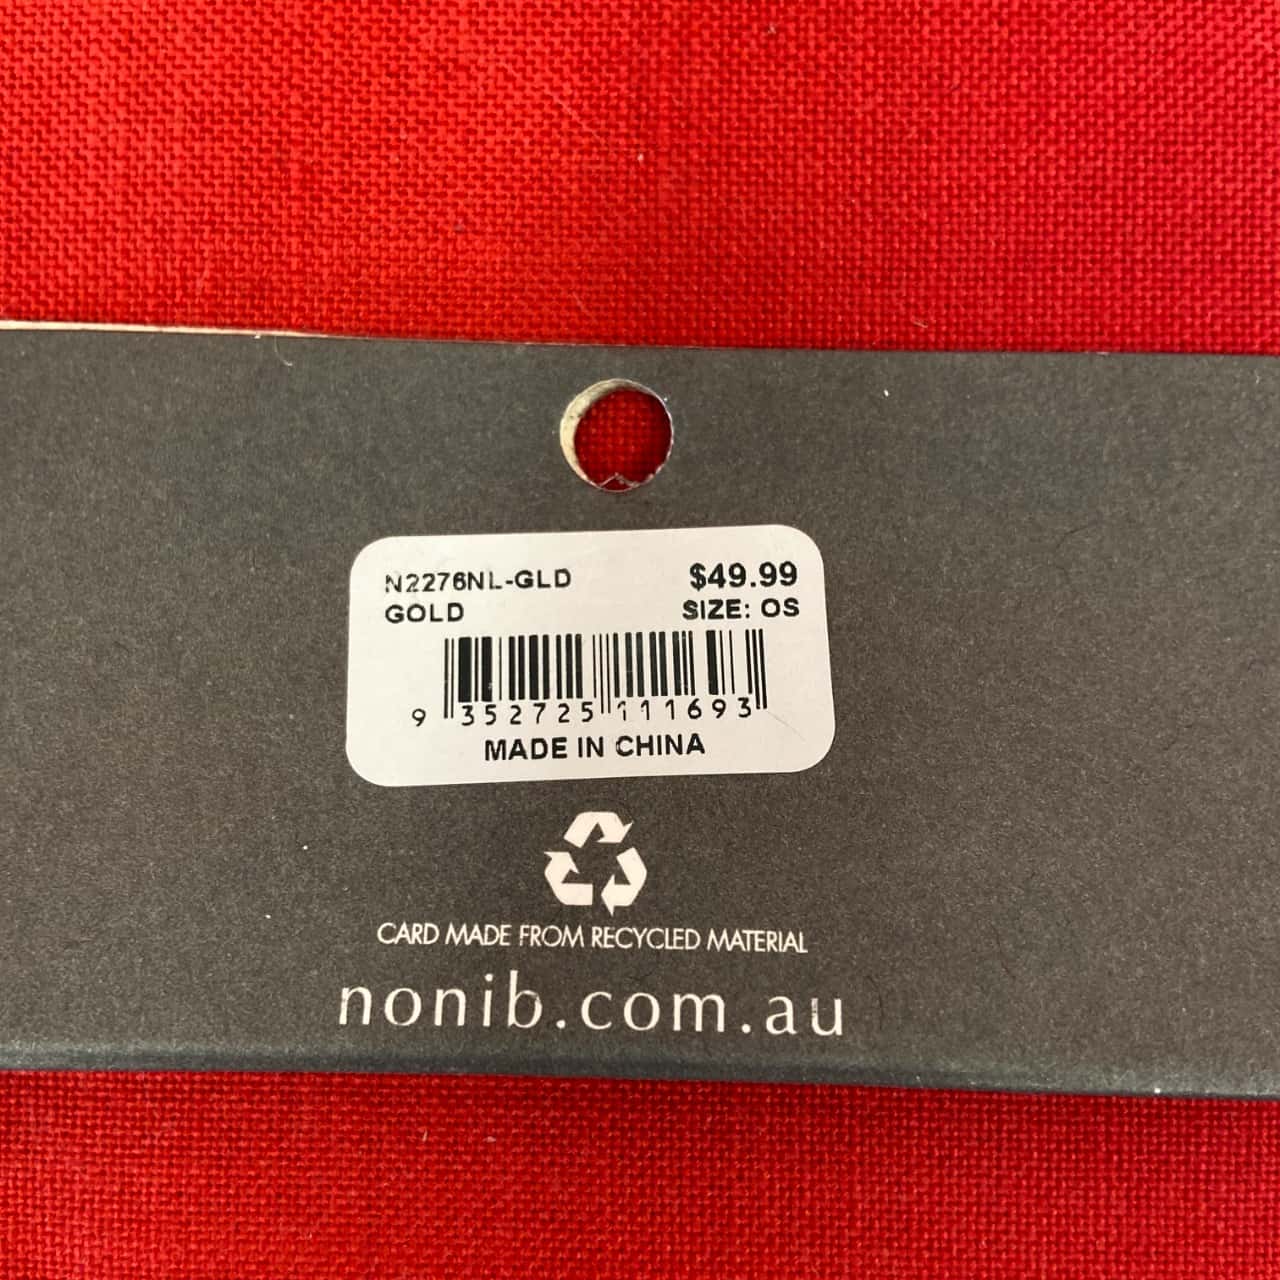 N2276NL-GLD $49.99
GOLD SIZE: OS
9 352725 111693
MADE IN CHINA
CARD MADE FROM RECYCLED MATERIAL
nonib.com.au